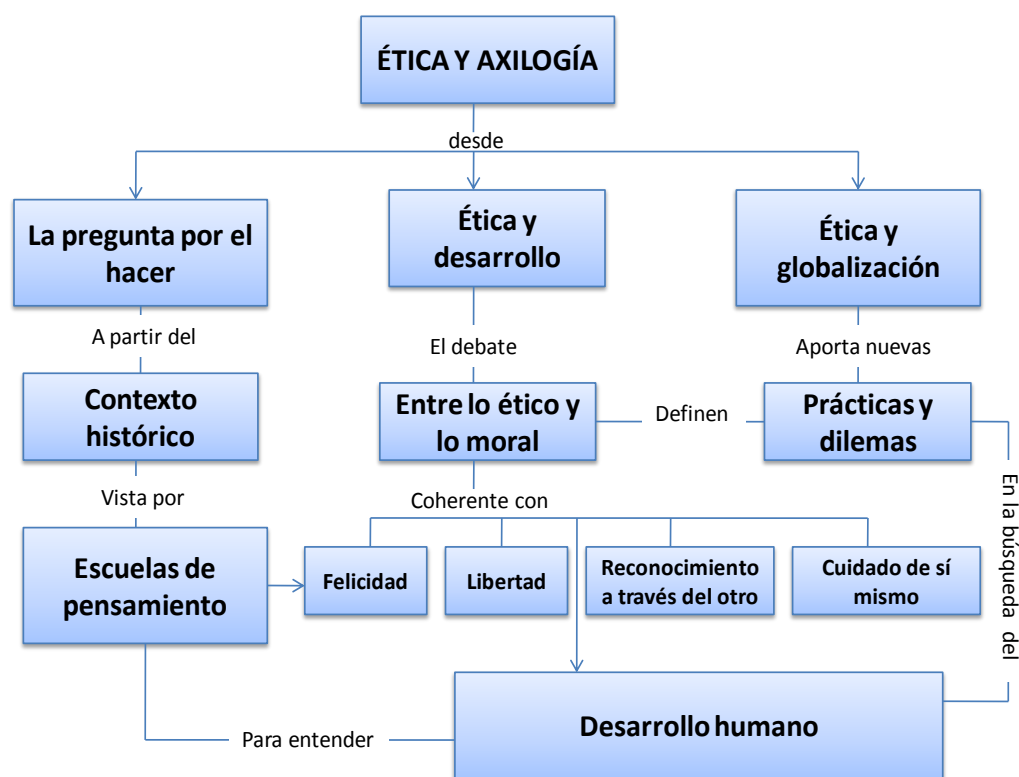 ÉTICA Y AXILOGÍA
desde
La pregunta por el
hacer
Ética y
desarrollo
Ética y
globalización
A partir del
El debate
Aporta nuevas
Contexto
histórico
Entre lo ético y
lo moral
Definen
Prácticas y
dilemas
Vista por
Coherente con
En la búsqueda del
Escuelas de
pensamiento
Felicidad
Libertad
Reconocimiento
a través del otro
Cuidado de sí
mismo
Para entender
Desarrollo humano